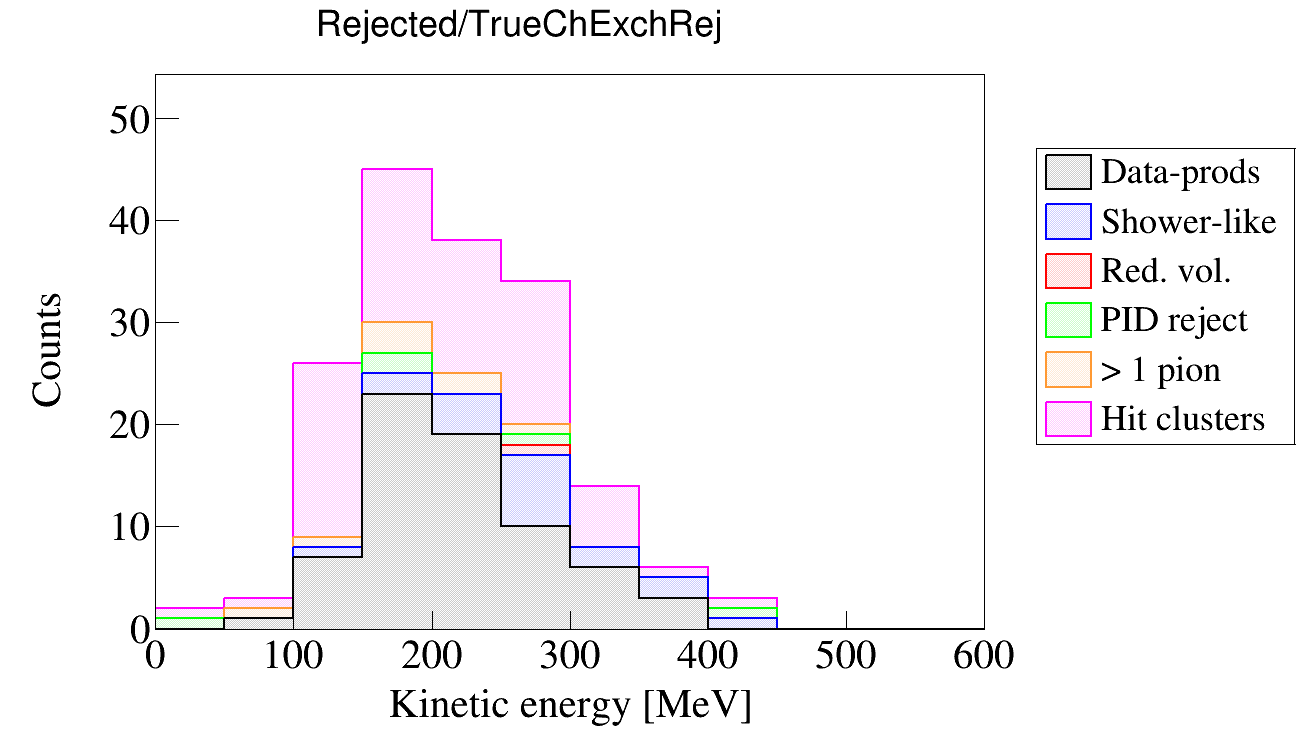 Rejected/TrueChExchRej
50
40
30
20
10
0
0 100 200 300 400 500 600
Counts
Kinetic energy [MeV]
Data-prods
Shower-like
Red. vol.
PID reject
> 1 pion
Hit clusters